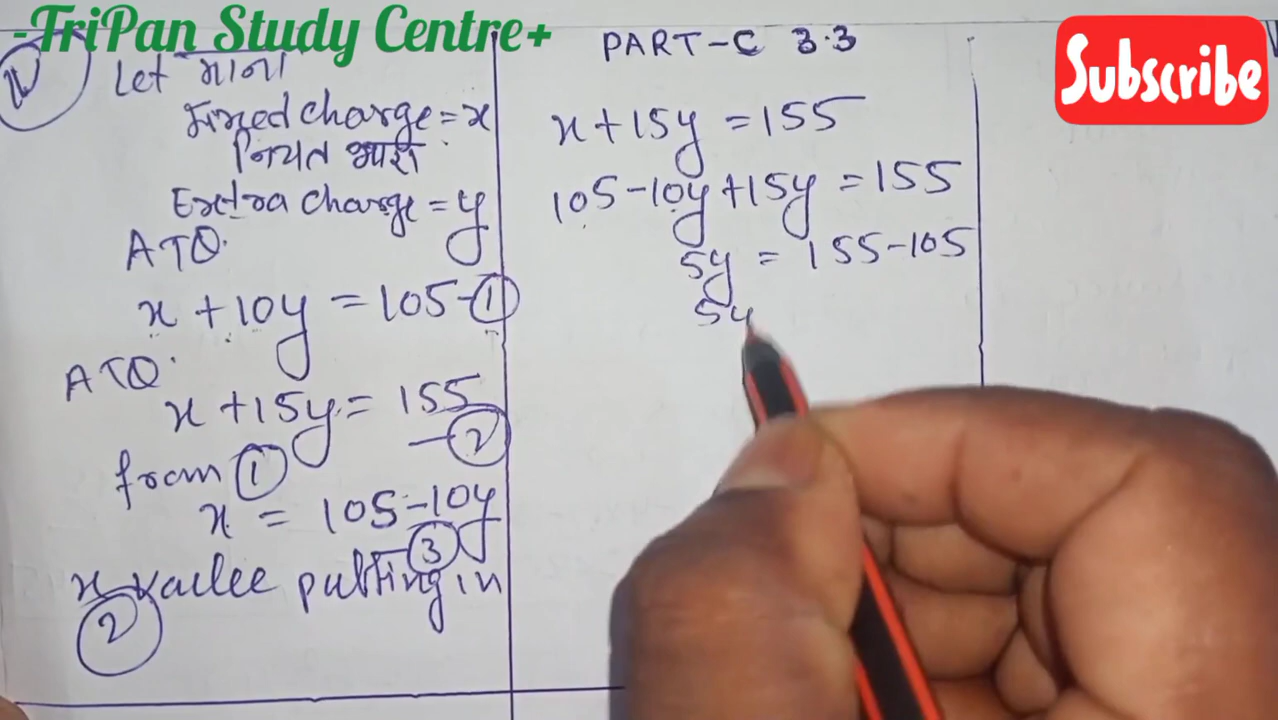 -TriPan Study Centre+
Subscribe
Let माना
fixed charge = x
नियत भाड़ा
Extra charge = y
ATQ.
x + 10y = 105 - ①
ATQ.
x + 15y = 155
- ②
from ①
x = 105 - 10y
- ③
x value putting in
②
PART-C 3.3
x + 15y = 155
105 - 10y + 15y = 155
5y = 155 - 105
5y